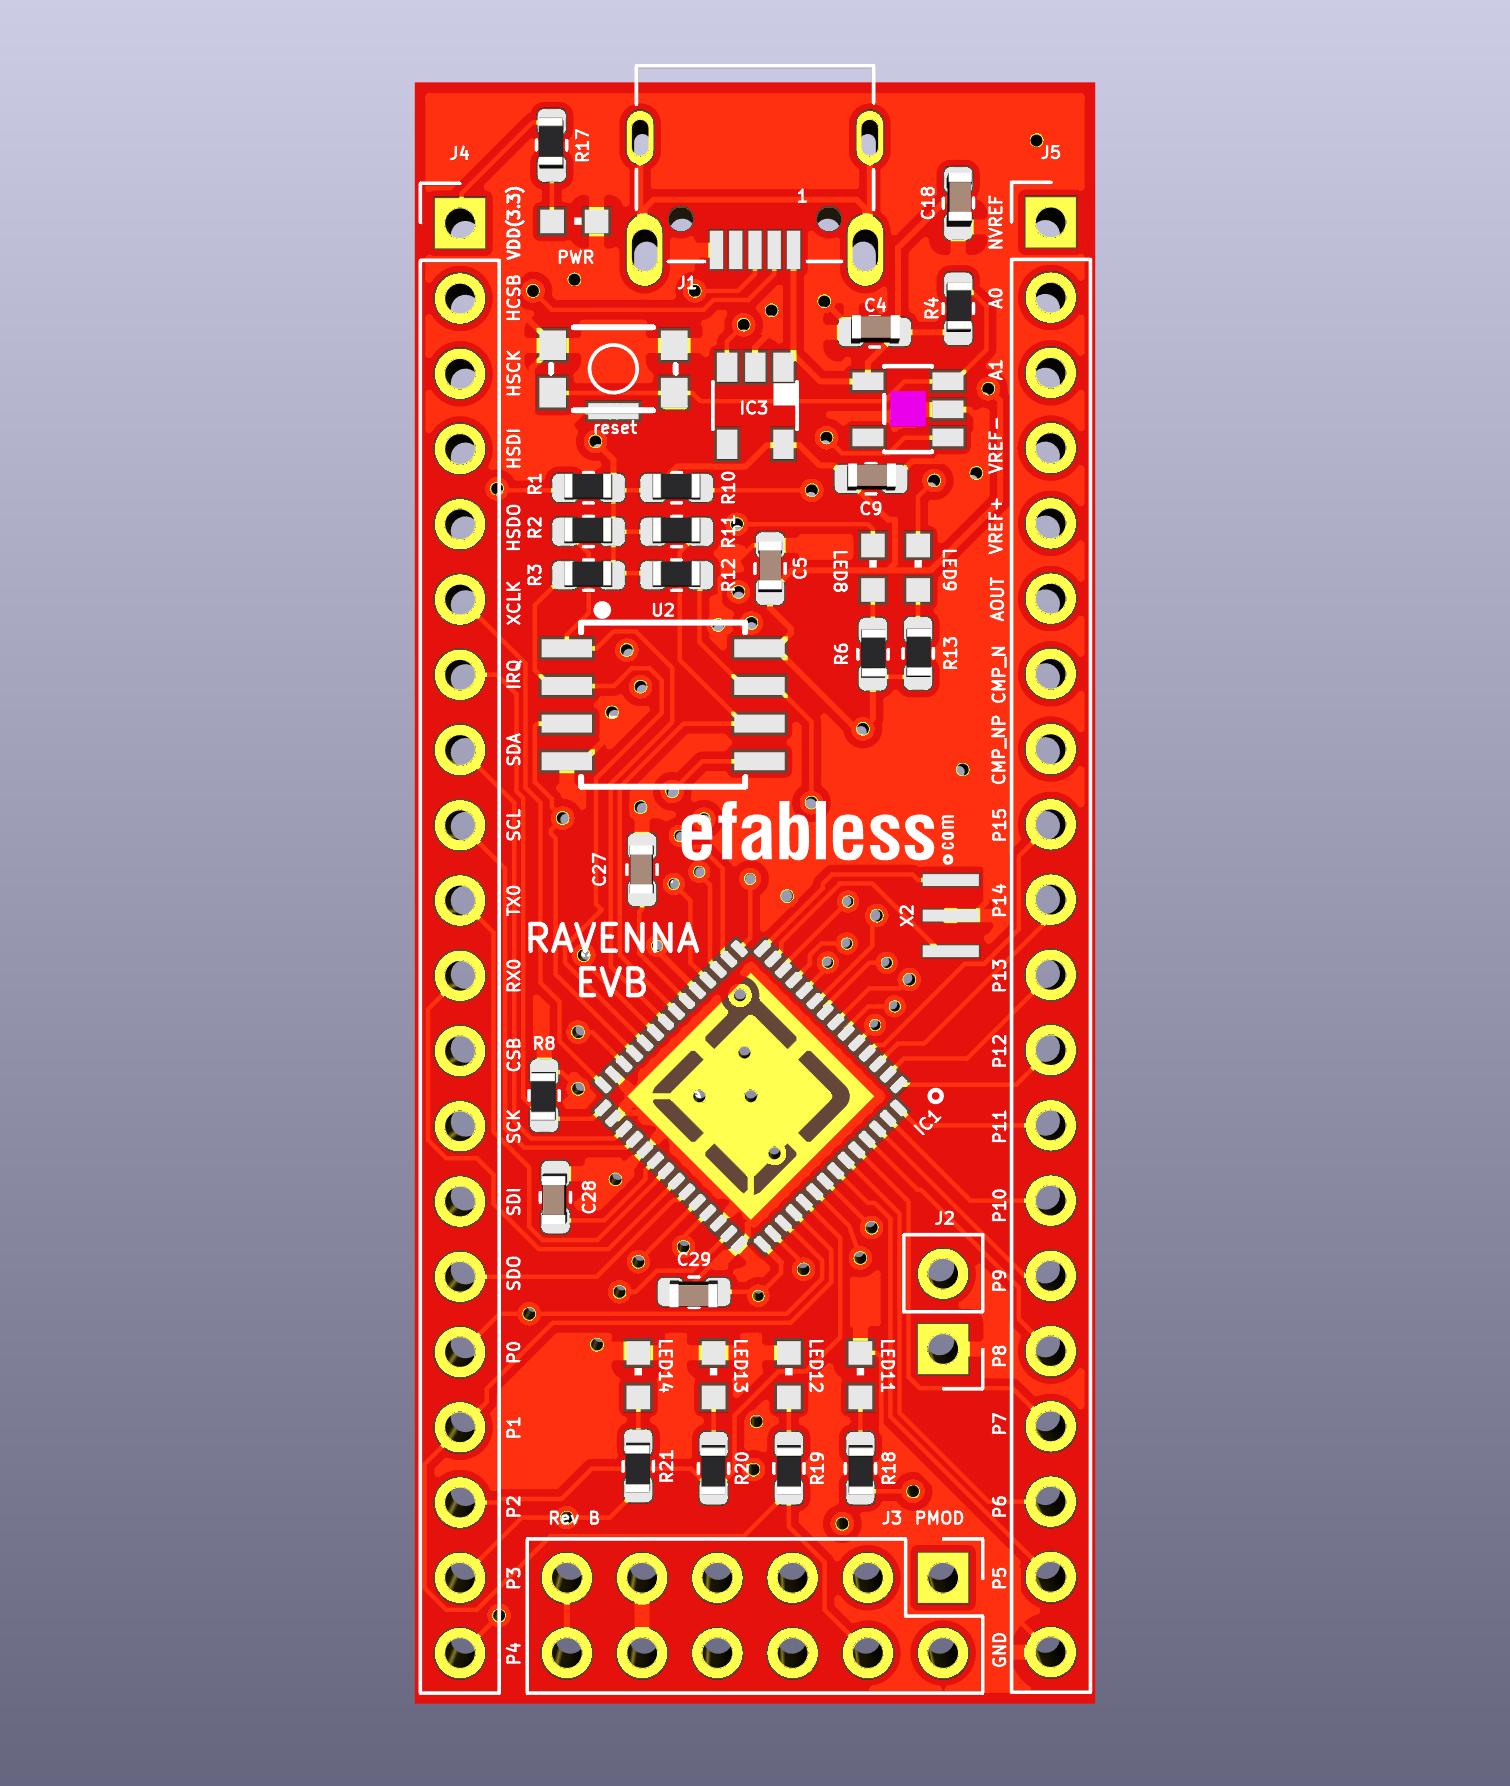 J4
R17
1
J5
VDD(3.3)
PWR
J1
C18
NVREF
HCSB
C4
R4
A0
HSCK
reset
IC3
A1
HSDI
R1
R10
C9
VREF-
HSDO
R2
R11
VREF+
R3
R12
C5
LED8
LED9
XCLK
U2
AOUT
IRQ
R6
R13
CMP_N
SDA
CMP_NP
SCL
efabless.com
P15
C27
TX0
X2
P14
RAVENNA
EVB
RX0
P13
R8
CSB
P12
SCK
IC1
P11
SDI
C28
J2
P10
SDO
C29
P9
P0
LED14
LED13
LED12
LED11
P8
P1
P7
R21
R20
R19
R18
P2
P6
Rev B
J3 PMOD
P3
P5
P4
GND